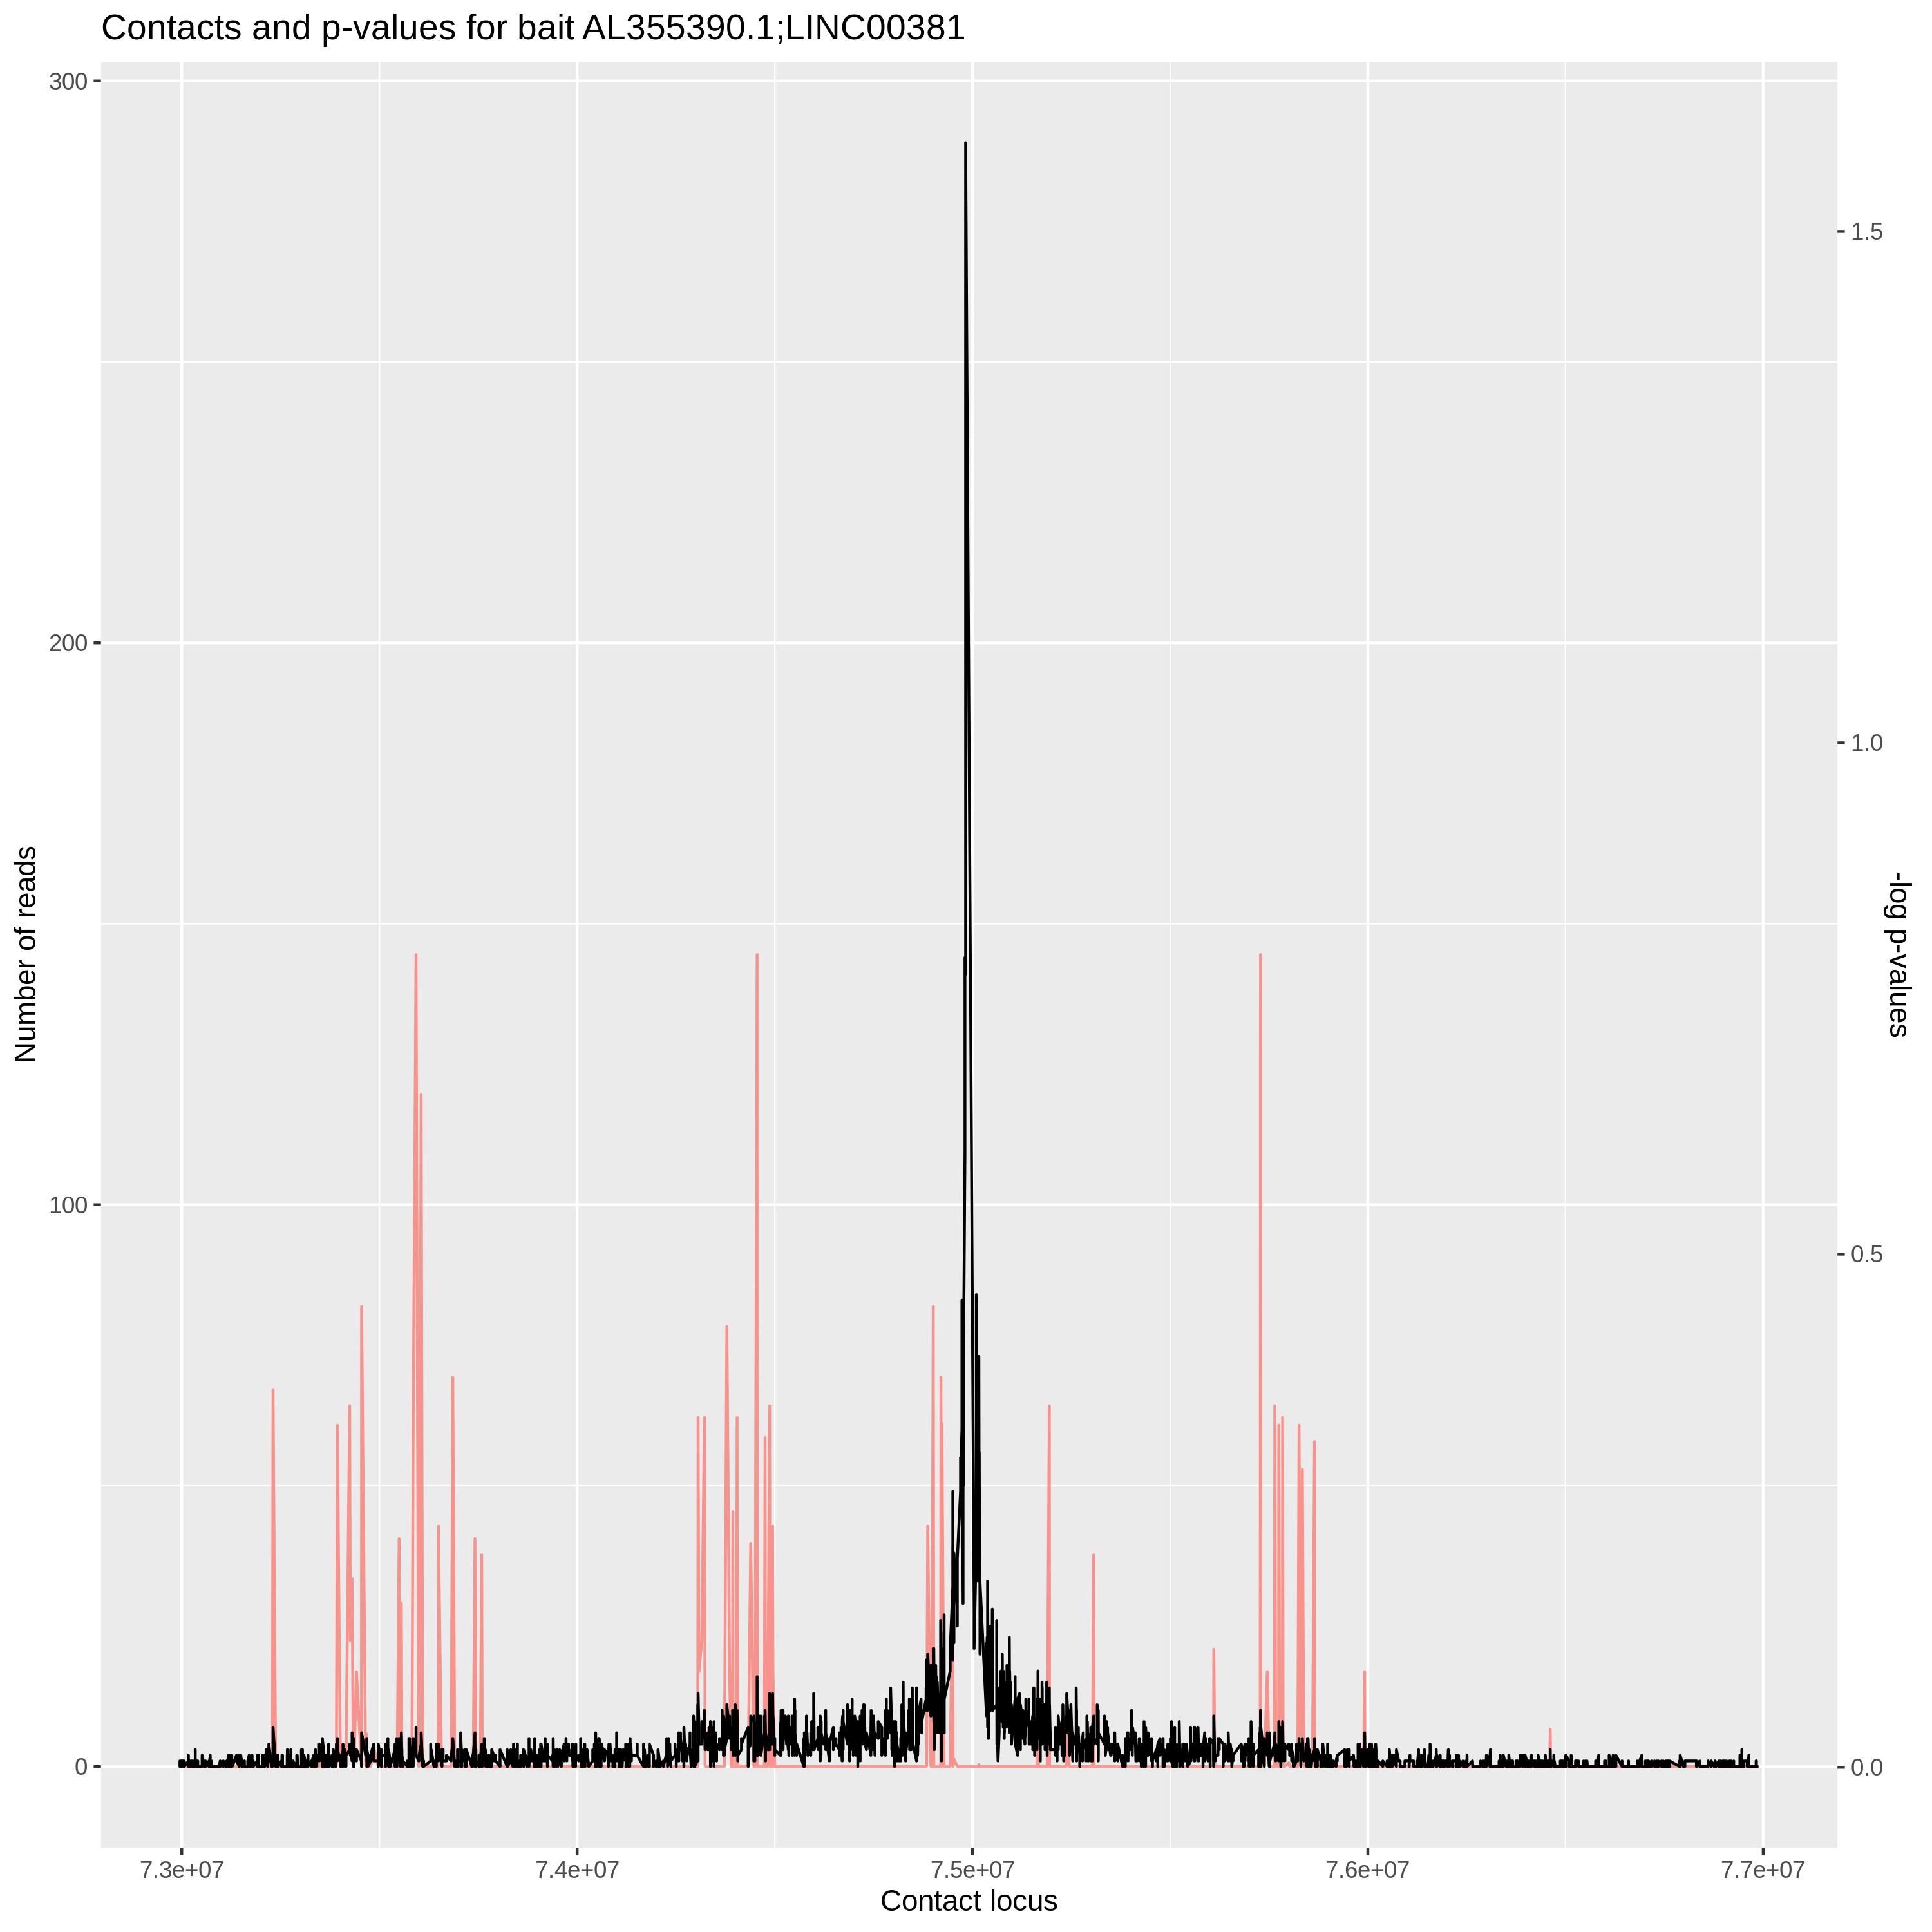 Contacts and p-values for bait AL355390.1;LINC00381
300
200
100
0
Number of reads
1.5
1.0
0.5
0.0
-log p-values
7.3e+07 7.4e+07 7.5e+07 7.6e+07 7.7e+07
Contact locus